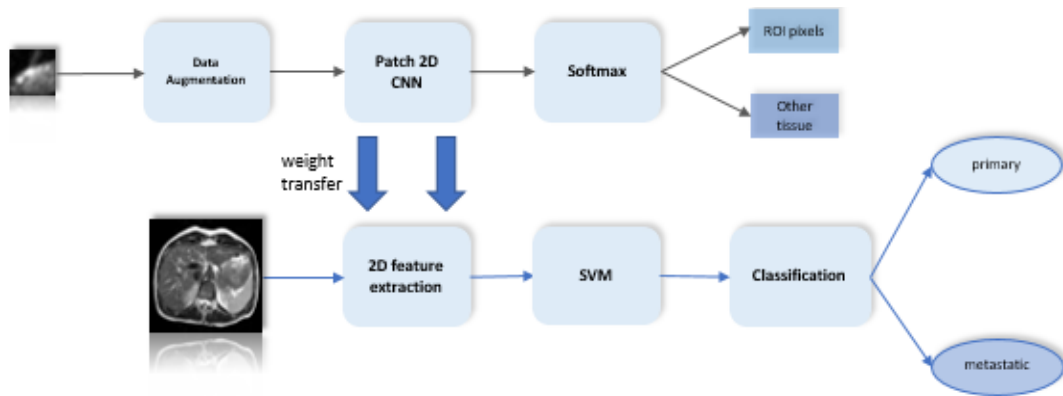 Data
Augmentation
Patch 2D
CNN
Softmax
ROI pixels
Other
tissue
weight
transfer
2D feature
extraction
SVM
Classification
primary
metastatic